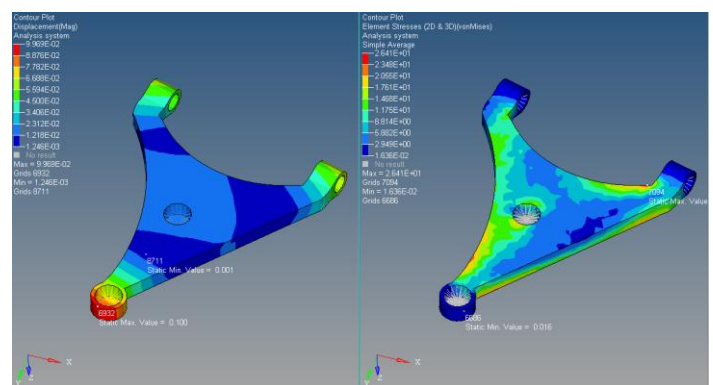 Contour Plot
Displacement(Mag)
Analysis system
9.969E-02
8.876E-02
7.782E-02
6.688E-02
5.594E-02
4.500E-02
3.406E-02
2.312E-02
1.218E-02
1.246E-03
No result
Max = 9.969E-02
Grids 6932
Min = 1.246E-03
Grids 8711
8711
Static Min. Value = 0.001
6932
Static Max. Value = 0.100
X
Y
Z
Contour Plot
Element Stresses (2D & 3D)(vonMises)
Analysis system
Simple Average
2.641E+01
2.348E+01
2.055E+01
1.761E+01
1.468E+01
1.175E+01
8.814E+00
5.882E+00
2.949E+00
1.636E-02
No result
Max = 2.641E+01
Grids 7094
Min = 1.636E-02
Grids 6686
7094
Static Max. Value
6686
Static Min. Value = 0.016
X
Y
Z